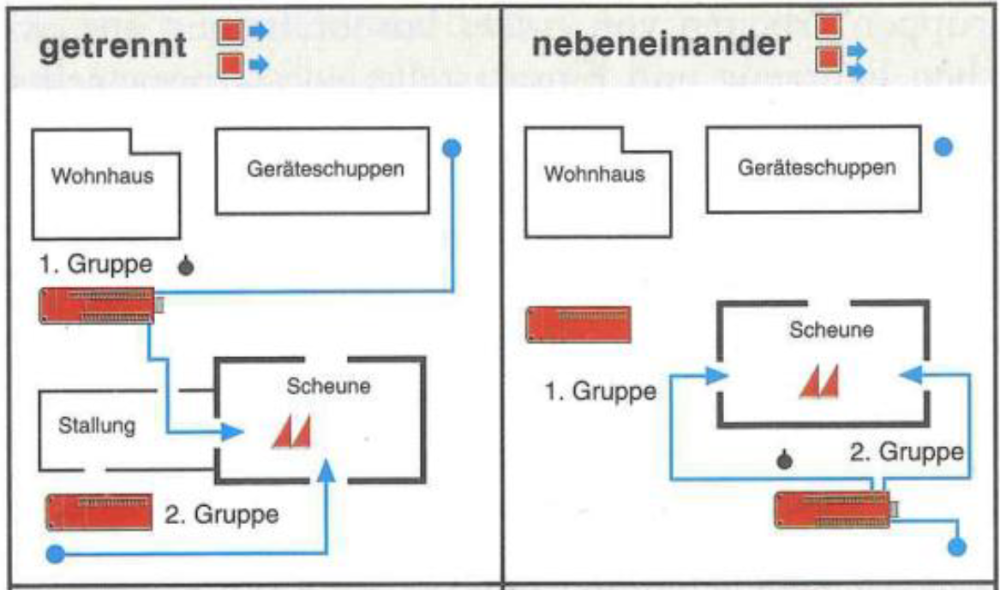 getrennt
Wohnhaus
Geräteschuppen
1. Gruppe
Scheune
Stallung
2. Gruppe
nebeneinander
Wohnhaus
Geräteschuppen
Scheune
1. Gruppe
2. Gruppe